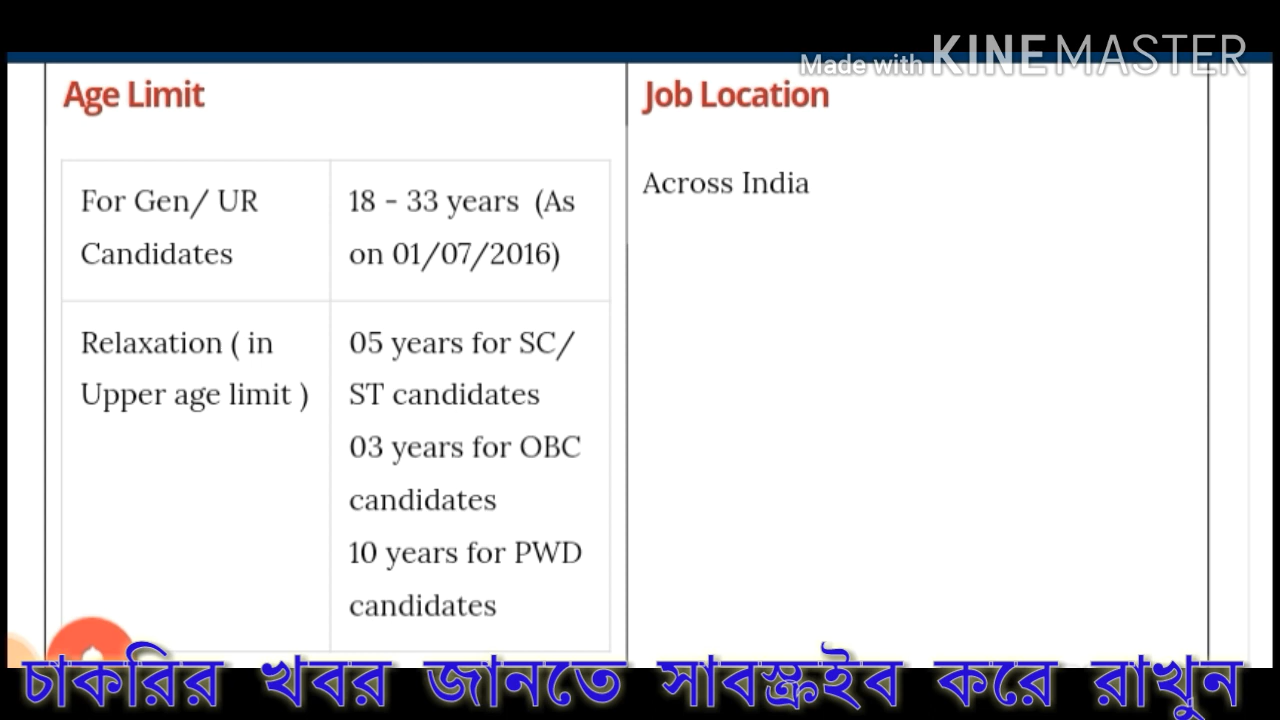 Made with KINEMASTER
Age Limit
For Gen/ UR
Candidates
18 - 33 years (As
on 01/07/2016)
Relaxation ( in
Upper age limit )
05 years for SC/
ST candidates
03 years for OBC
candidates
10 years for PWD
candidates
Job Location
Across India
চাকরির খবর জানতে সাবস্ক্রইব করে রাখুন